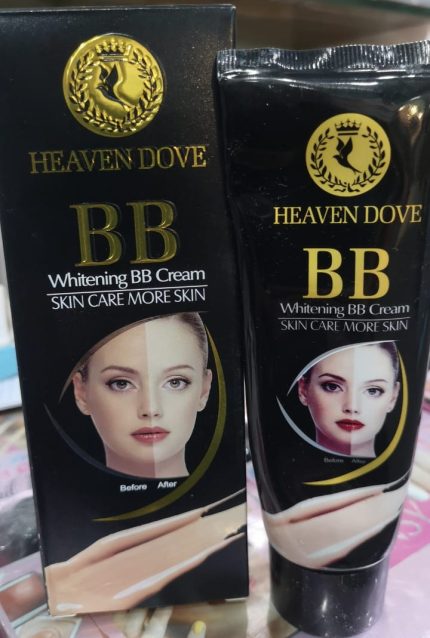 HEAVEN DOVE
BB
Whitening BB Cream
SKIN CARE MORE SKIN
Before After
HEAVEN DOVE
BB
Whitening BB Cream
SKIN CARE MORE SKIN
Before After